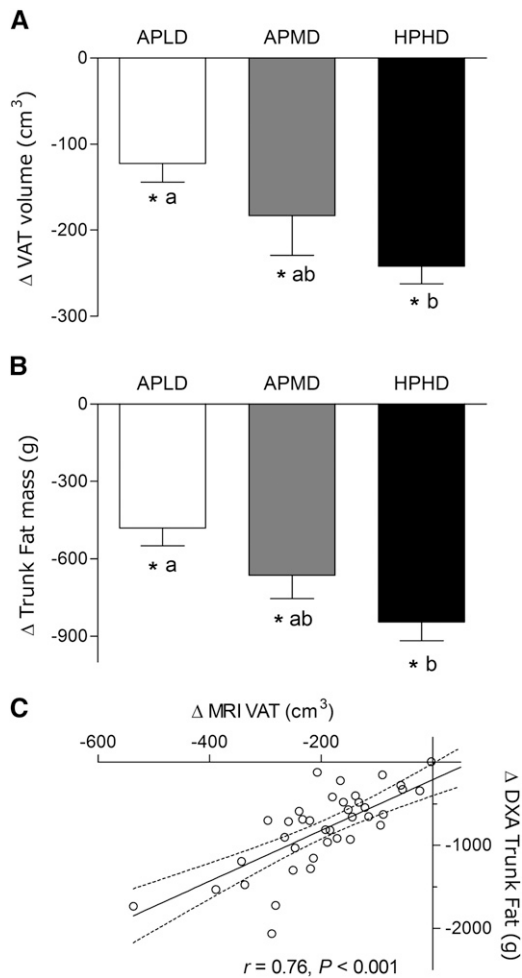 A
APLD APMD HPHD
0
-100
-200
-300
Δ VAT volume (cm³)
* a
* ab
* b
B
APLD APMD HPHD
0
-300
-600
-900
Δ Trunk Fat mass (g)
* a
* ab
* b
C
Δ MRI VAT (cm³)
-600 -400 -200 0
-1000
-2000
Δ DXA Trunk Fat (g)
r = 0.76, P < 0.001